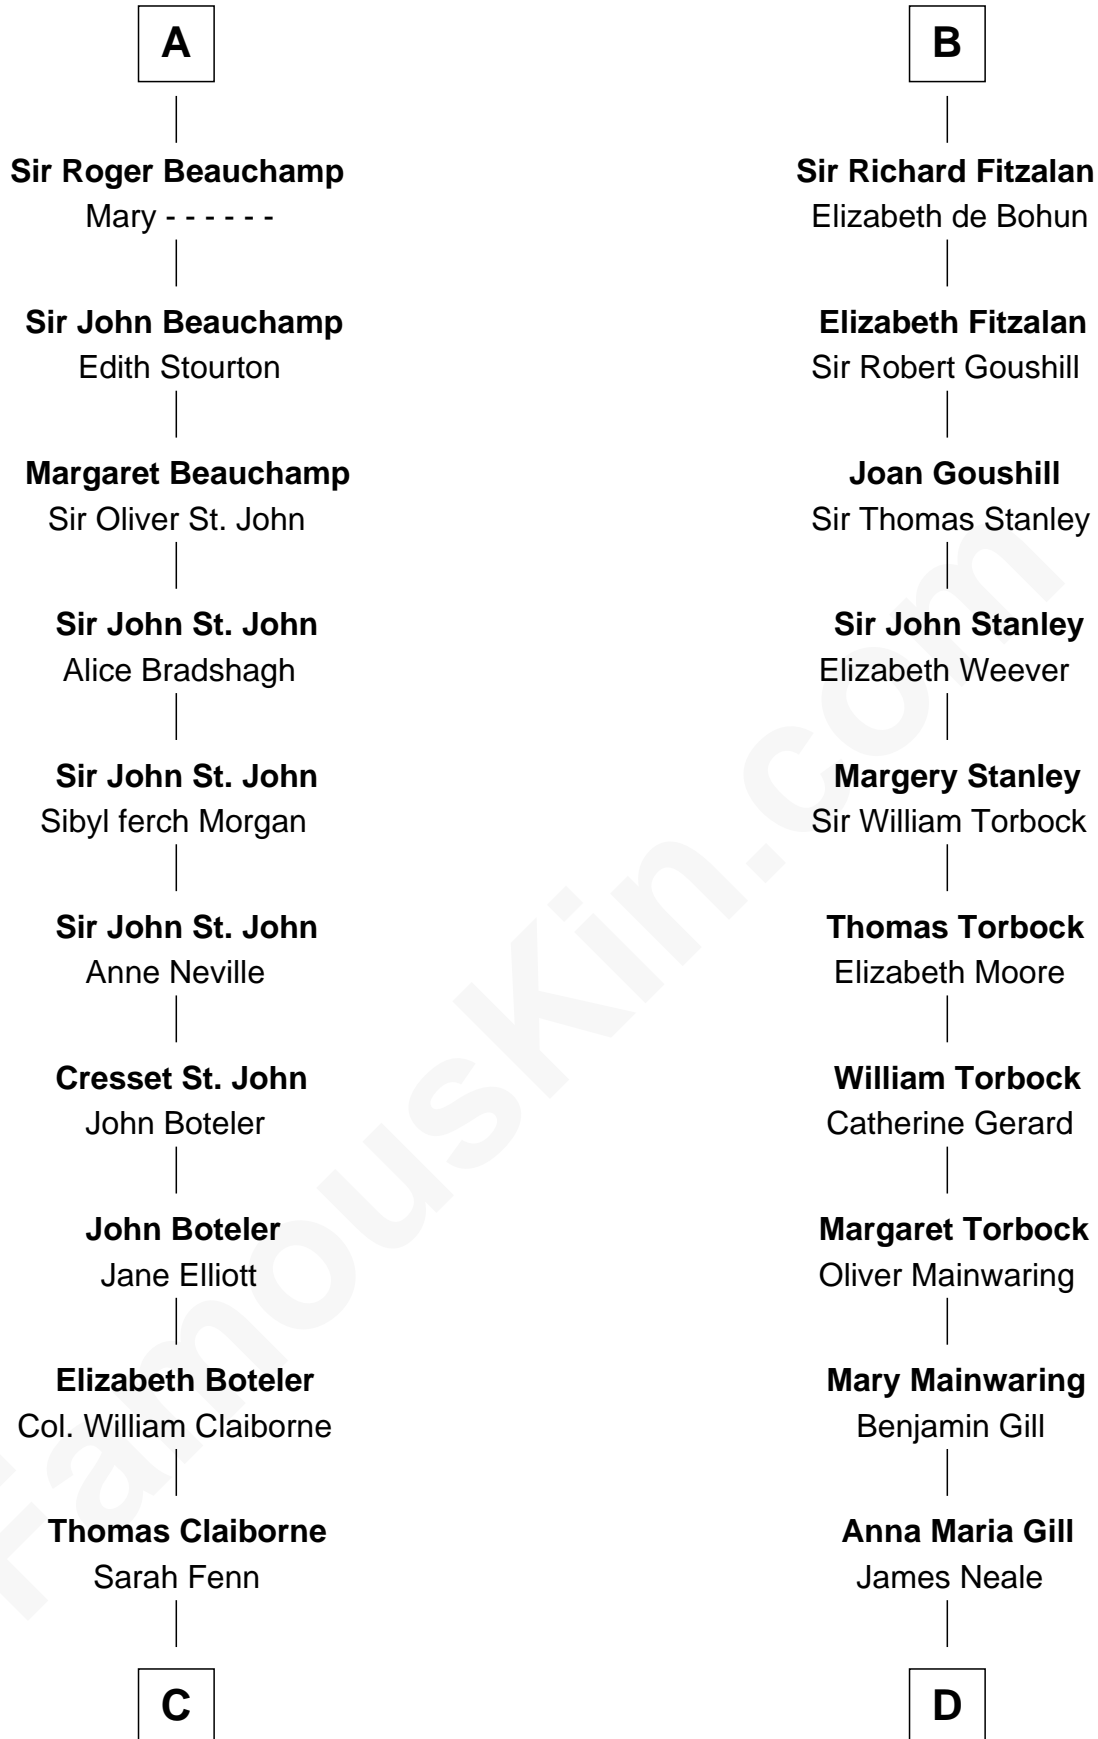 A
Sir Roger Beauchamp
Mary - - - - - -
Sir John Beauchamp
Edith Stourton
Margaret Beauchamp
Sir Oliver St. John
Sir John St. John
Alice Bradshagh
Sir John St. John
Sibyl ferch Morgan
Sir John St. John
Anne Neville
Cresset St. John
John Boteler
John Boteler
Jane Elliott
Elizabeth Boteler
Col. William Claiborne
Thomas Claiborne
Sarah Fenn
C
B
Sir Richard Fitzalan
Elizabeth de Bohun
Elizabeth Fitzalan
Sir Robert Goushill
Joan Goushill
Sir Thomas Stanley
Sir John Stanley
Elizabeth Weever
Margery Stanley
Sir William Torbock
Thomas Torbock
Elizabeth Moore
William Torbock
Catherine Gerard
Margaret Torbock
Oliver Mainwaring
Mary Mainwaring
Benjamin Gill
Anna Maria Gill
James Neale
D
FamousKin.com